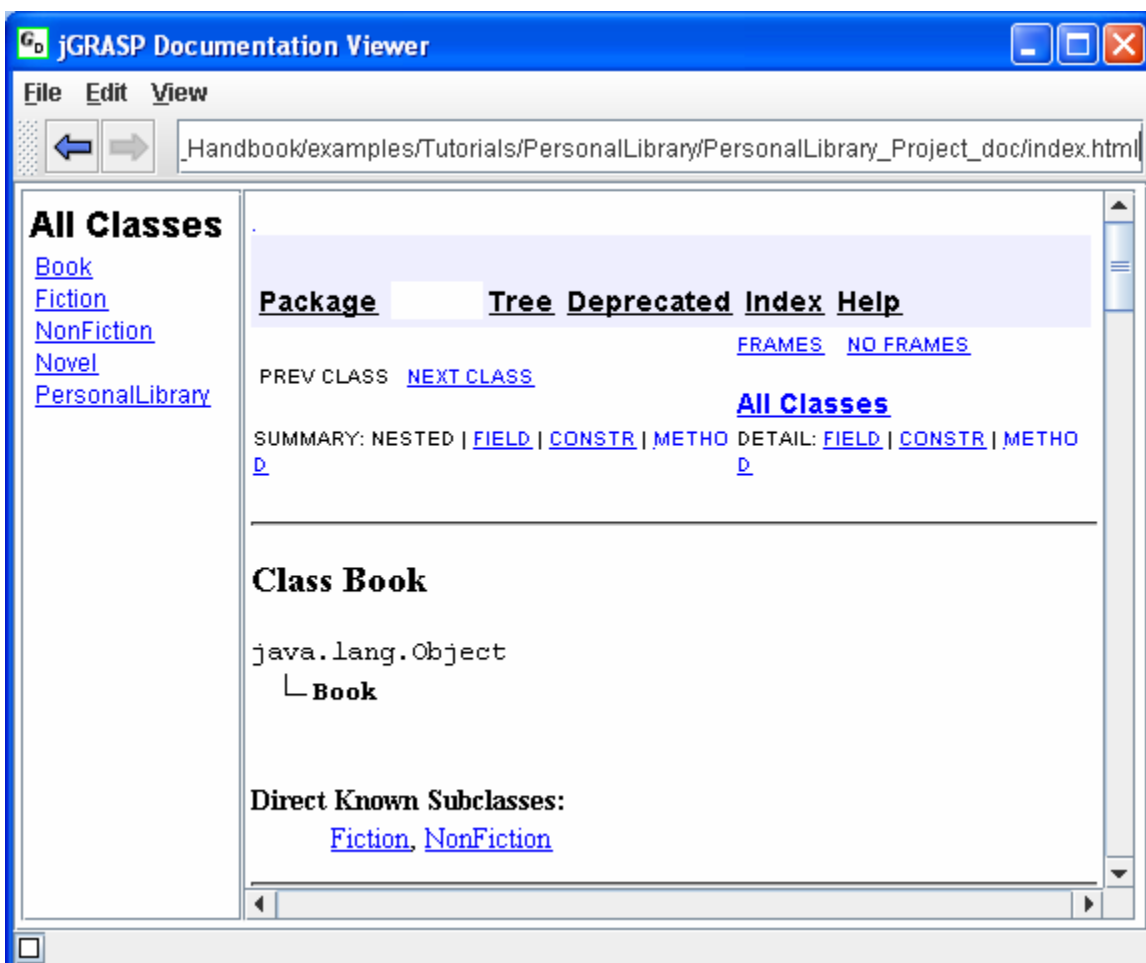 jGRASP Documentation Viewer
File Edit View
_Handbook/examples/Tutorials/PersonalLibrary/PersonalLibrary_Project_doc/index.html
All Classes
Book
Fiction
NonFiction
Novel
PersonalLibrary
Package Tree Deprecated Index Help
FRAMES NO FRAMES
PREV CLASS NEXT CLASS
All Classes
SUMMARY: NESTED | FIELD | CONSTR | METHO DETAIL: FIELD | CONSTR | METHO
D D
Class Book
java.lang.Object
Book
Direct Known Subclasses:
Fiction, NonFiction